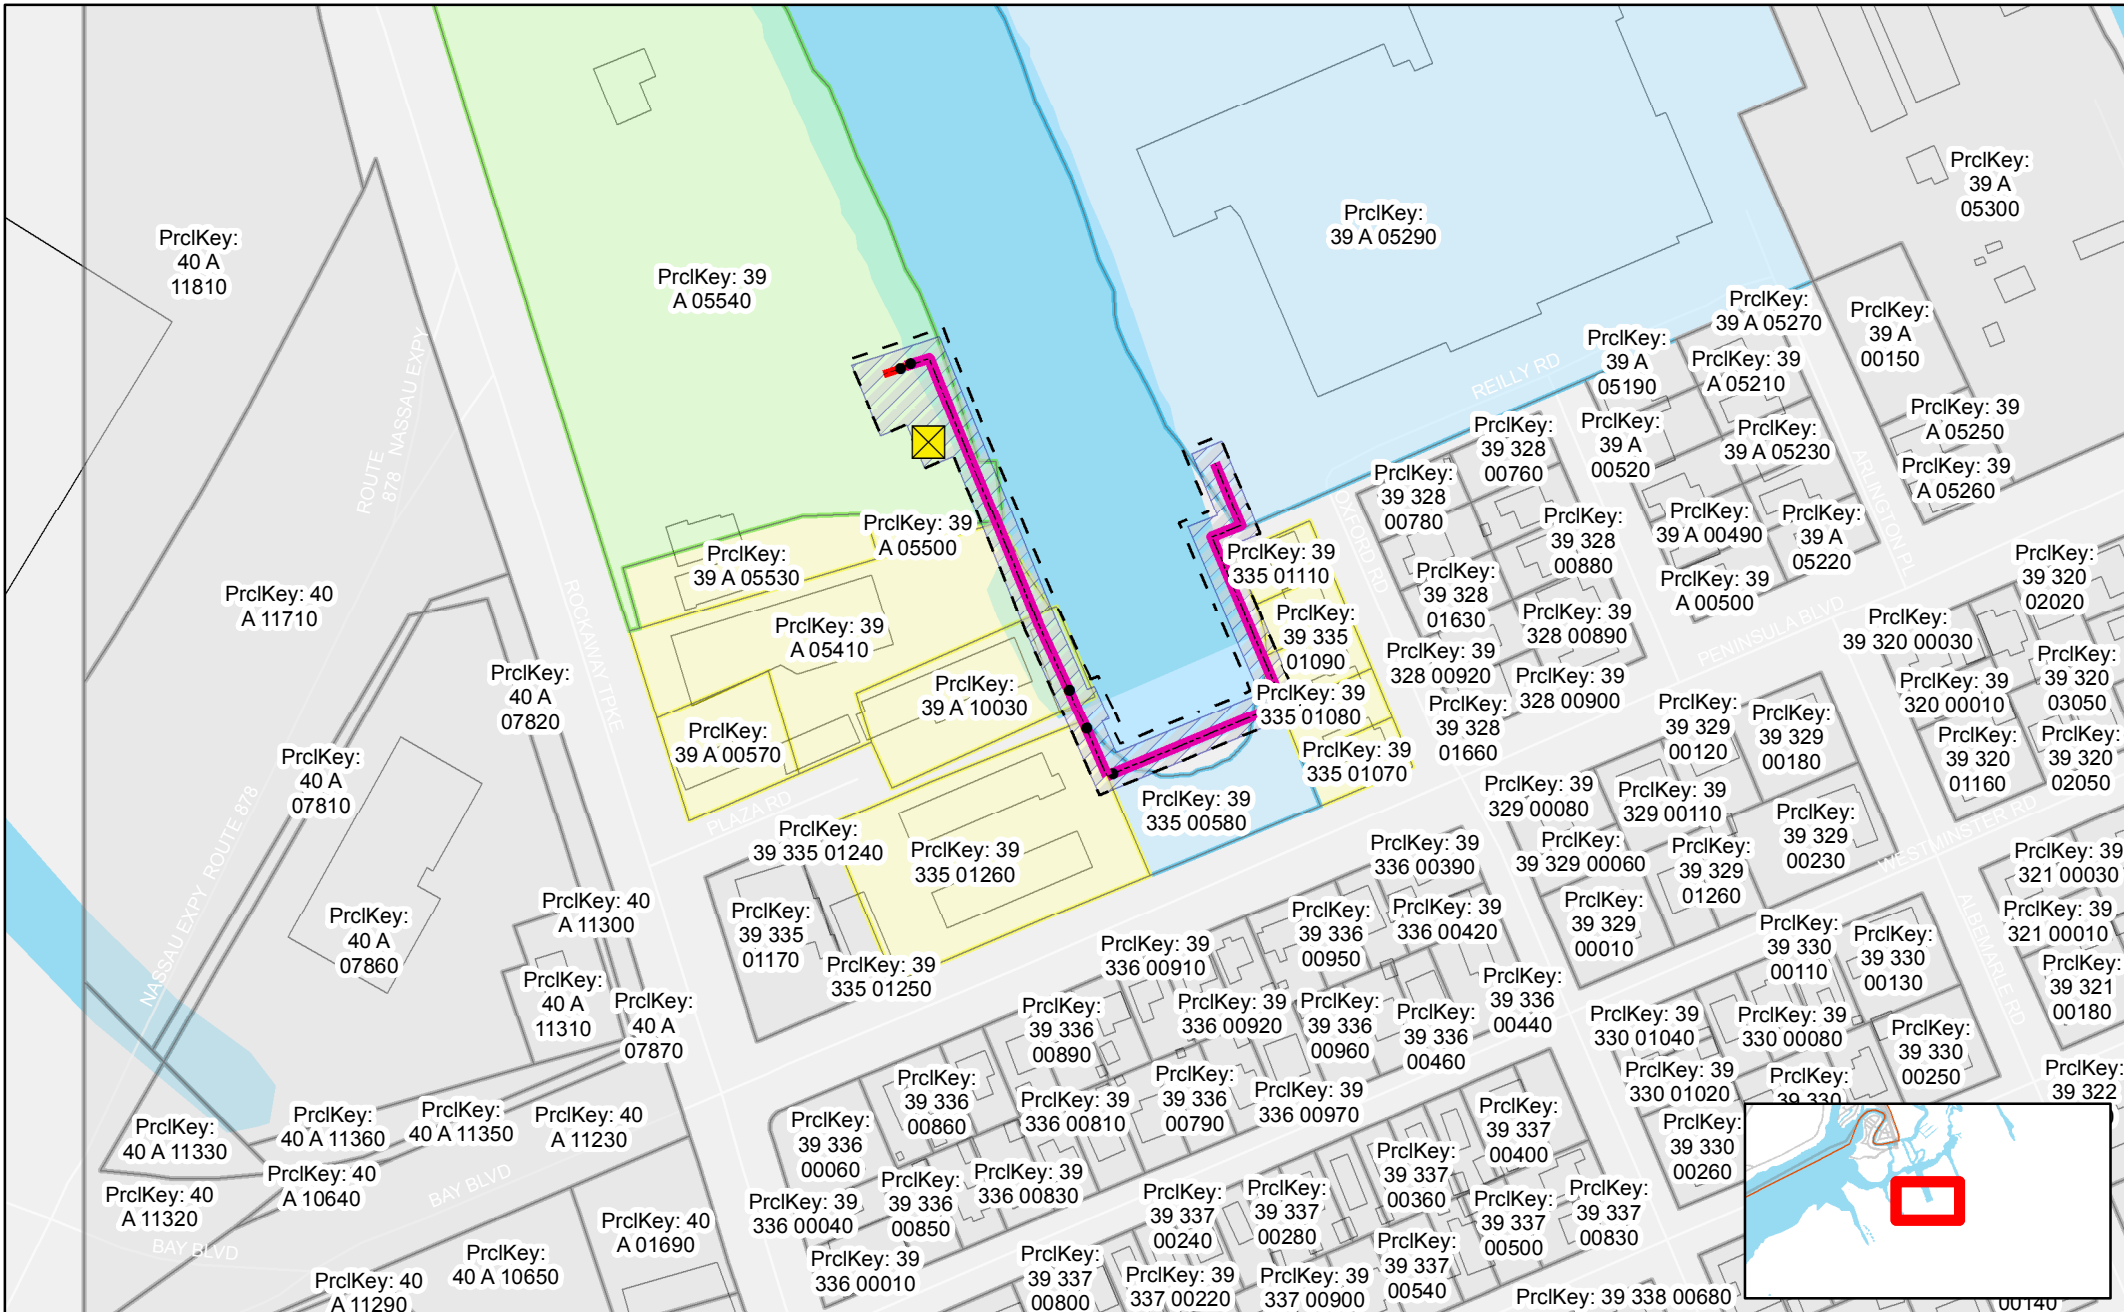 PrclKey:
40 A
11810
PrclKey: 39
A 05540
PrclKey:
39 A 05290
PrclKey:
39 A
05300
PrclKey:
39 A 05270
PrclKey:
39 A
00150
PrclKey:
39 A
05190
PrclKey: 39
A 05210
REILLY RD
ROUTE
878 NASSAU EXPY
PrclKey: 39
A 05250
PrclKey:
39 328
00760
PrclKey:
39 A
00520
PrclKey:
39 A 05230
PrclKey: 39
A 05260
ARLINGTON PL
PrclKey:
39 328
00780
OXFORD RD
PrclKey:
39 328
00880
PrclKey:
39 A 00490
PrclKey:
39 A
05220
PrclKey: 39
A 05500
PrclKey:
39 A 05530
PrclKey: 39
335 01110
PrclKey:
39 328
01630
PrclKey: 39
A 00500
PrclKey:
39 320
02020
PrclKey: 40
A 11710
ROCKAWAY TPKE
PrclKey: 39
A 05410
PrclKey:
39 335
01090
PrclKey: 39
328 00890
PENINSULA BLVD
PrclKey:
39 320 00030
PrclKey: 39
328 00920
PrclKey: 39
328 00900
PrclKey:
39 320
03050
PrclKey:
40 A
07820
PrclKey:
39 A 10030
PrclKey: 39
335 01080
PrclKey: 39
320 00010
PrclKey:
39 A 00570
PrclKey:
39 328
01660
PrclKey:
39 329
00120
PrclKey:
39 329
00180
PrclKey:
39 320
01160
PrclKey:
39 320
02050
PrclKey: 39
335 01070
PrclKey:
40 A
07810
PLAZA RD
PrclKey: 39
335 00580
PrclKey: 39
329 00080
PrclKey: 39
329 00110
WESTMINSTER RD
PrclKey:
39 329
00230
NASSAU EXPY ROUTE 878
PrclKey:
39 335 01240
PrclKey: 39
335 01260
PrclKey: 39
336 00390
PrclKey:
39 329 00060
PrclKey:
39 329
01260
PrclKey: 39
321 00030
PrclKey: 40
A 11300
PrclKey:
40 A
07860
PrclKey:
39 335
01170
PrclKey:
39 336
00950
PrclKey: 39
336 00420
PrclKey:
39 329
00010
ALBEMARLE RD
PrclKey: 39
321 00010
PrclKey:
39 330
00110
PrclKey:
39 330
00130
PrclKey: 39
336 00910
PrclKey: 39
335 01250
PrclKey:
39 321
00180
PrclKey:
40 A
11310
PrclKey:
40 A
07870
PrclKey:
39 336
00890
PrclKey: 39
336 00920
PrclKey:
39 336
00960
PrclKey:
39 336
00440
PrclKey:
39 336
00460
PrclKey: 39
330 01040
PrclKey: 39
330 00080
PrclKey:
39 330
00250
PrclKey:
39 336
00860
PrclKey: 39
336 00810
PrclKey:
39 336
00790
PrclKey: 39
336 00970
PrclKey: 39
330 01020
PrclKey:
39 330
PrclKey:
39 322
PrclKey:
40 A 11330
PrclKey:
40 A 11360
PrclKey:
40 A 11350
PrclKey: 40
A 11230
PrclKey:
39 336
00060
PrclKey:
39 337
00400
PrclKey:
39 330
00260
PrclKey: 40
A 10640
BAY BLVD
PrclKey: 39
336 00830
PrclKey:
39 337
00360
PrclKey: 40
A 11320
PrclKey: 39
336 00040
PrclKey:
39 336
00850
PrclKey:
39 337
00240
PrclKey:
39 337
00280
PrclKey:
39 337
00500
PrclKey:
39 337
00830
BAY BLVD
PrclKey:
40 A 10650
PrclKey: 40
A 01690
PrclKey: 39
336 00010
PrclKey:
39 337
00800
PrclKey: 39
337 00220
PrclKey: 39
337 00900
PrclKey:
39 337
00540
PrclKey: 40
A 11290
PrclKey: 39 338 00680
00140